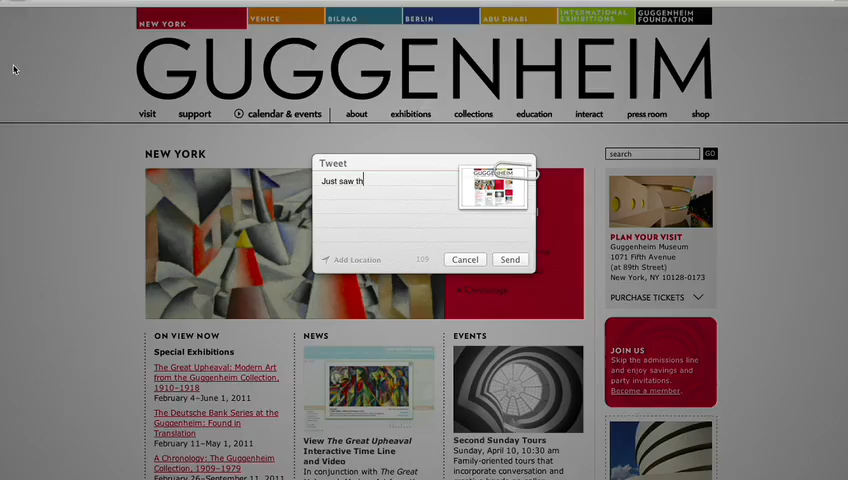 NEW YORK
VENICE
BILBAO
BERLIN
ABU DHABI
INTERNATIONAL
EXHIBITIONS
GUGGENHEIM
FOUNDATION
GUGGENHEIM
visit
support
calendar & events
about
exhibitions
collections
education
interact
press room
shop
NEW YORK
search
GO
Tweet
Just saw th
GUGGENHEIM
Add Location
109
Cancel
Send
PLAN YOUR VISIT
Guggenheim Museum
1071 Fifth Avenue
(at 89th Street)
New York, NY 10128-0173
PURCHASE TICKETS
JOIN US
Skip the admissions line
and enjoy savings and
party invitations.
Become a member.
ON VIEW NOW
Special Exhibitions
The Great Upheaval: Modern Art
from the Guggenheim Collection,
1910–1918
February 4–June 1, 2011
The Deutsche Bank Series at the
Guggenheim: Found in
Translation
February 11–May 1, 2011
A Chronology: The Guggenheim
Collection, 1909–1979
February 26–September 11, 2011
NEWS
View The Great Upheaval
Interactive Time Line
and Video
In conjunction with The Great
EVENTS
Second Sunday Tours
Sunday, April 10, 10:30 am
Family-oriented tours that
incorporate conversation and